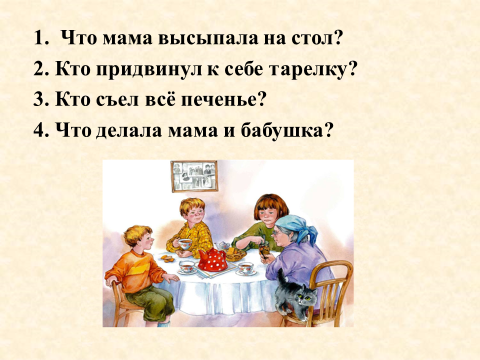 1. Что мама высыпала на стол?
2. Кто придвинул к себе тарелку?
3. Кто съел всё печенье?
4. Что делала мама и бабушка?